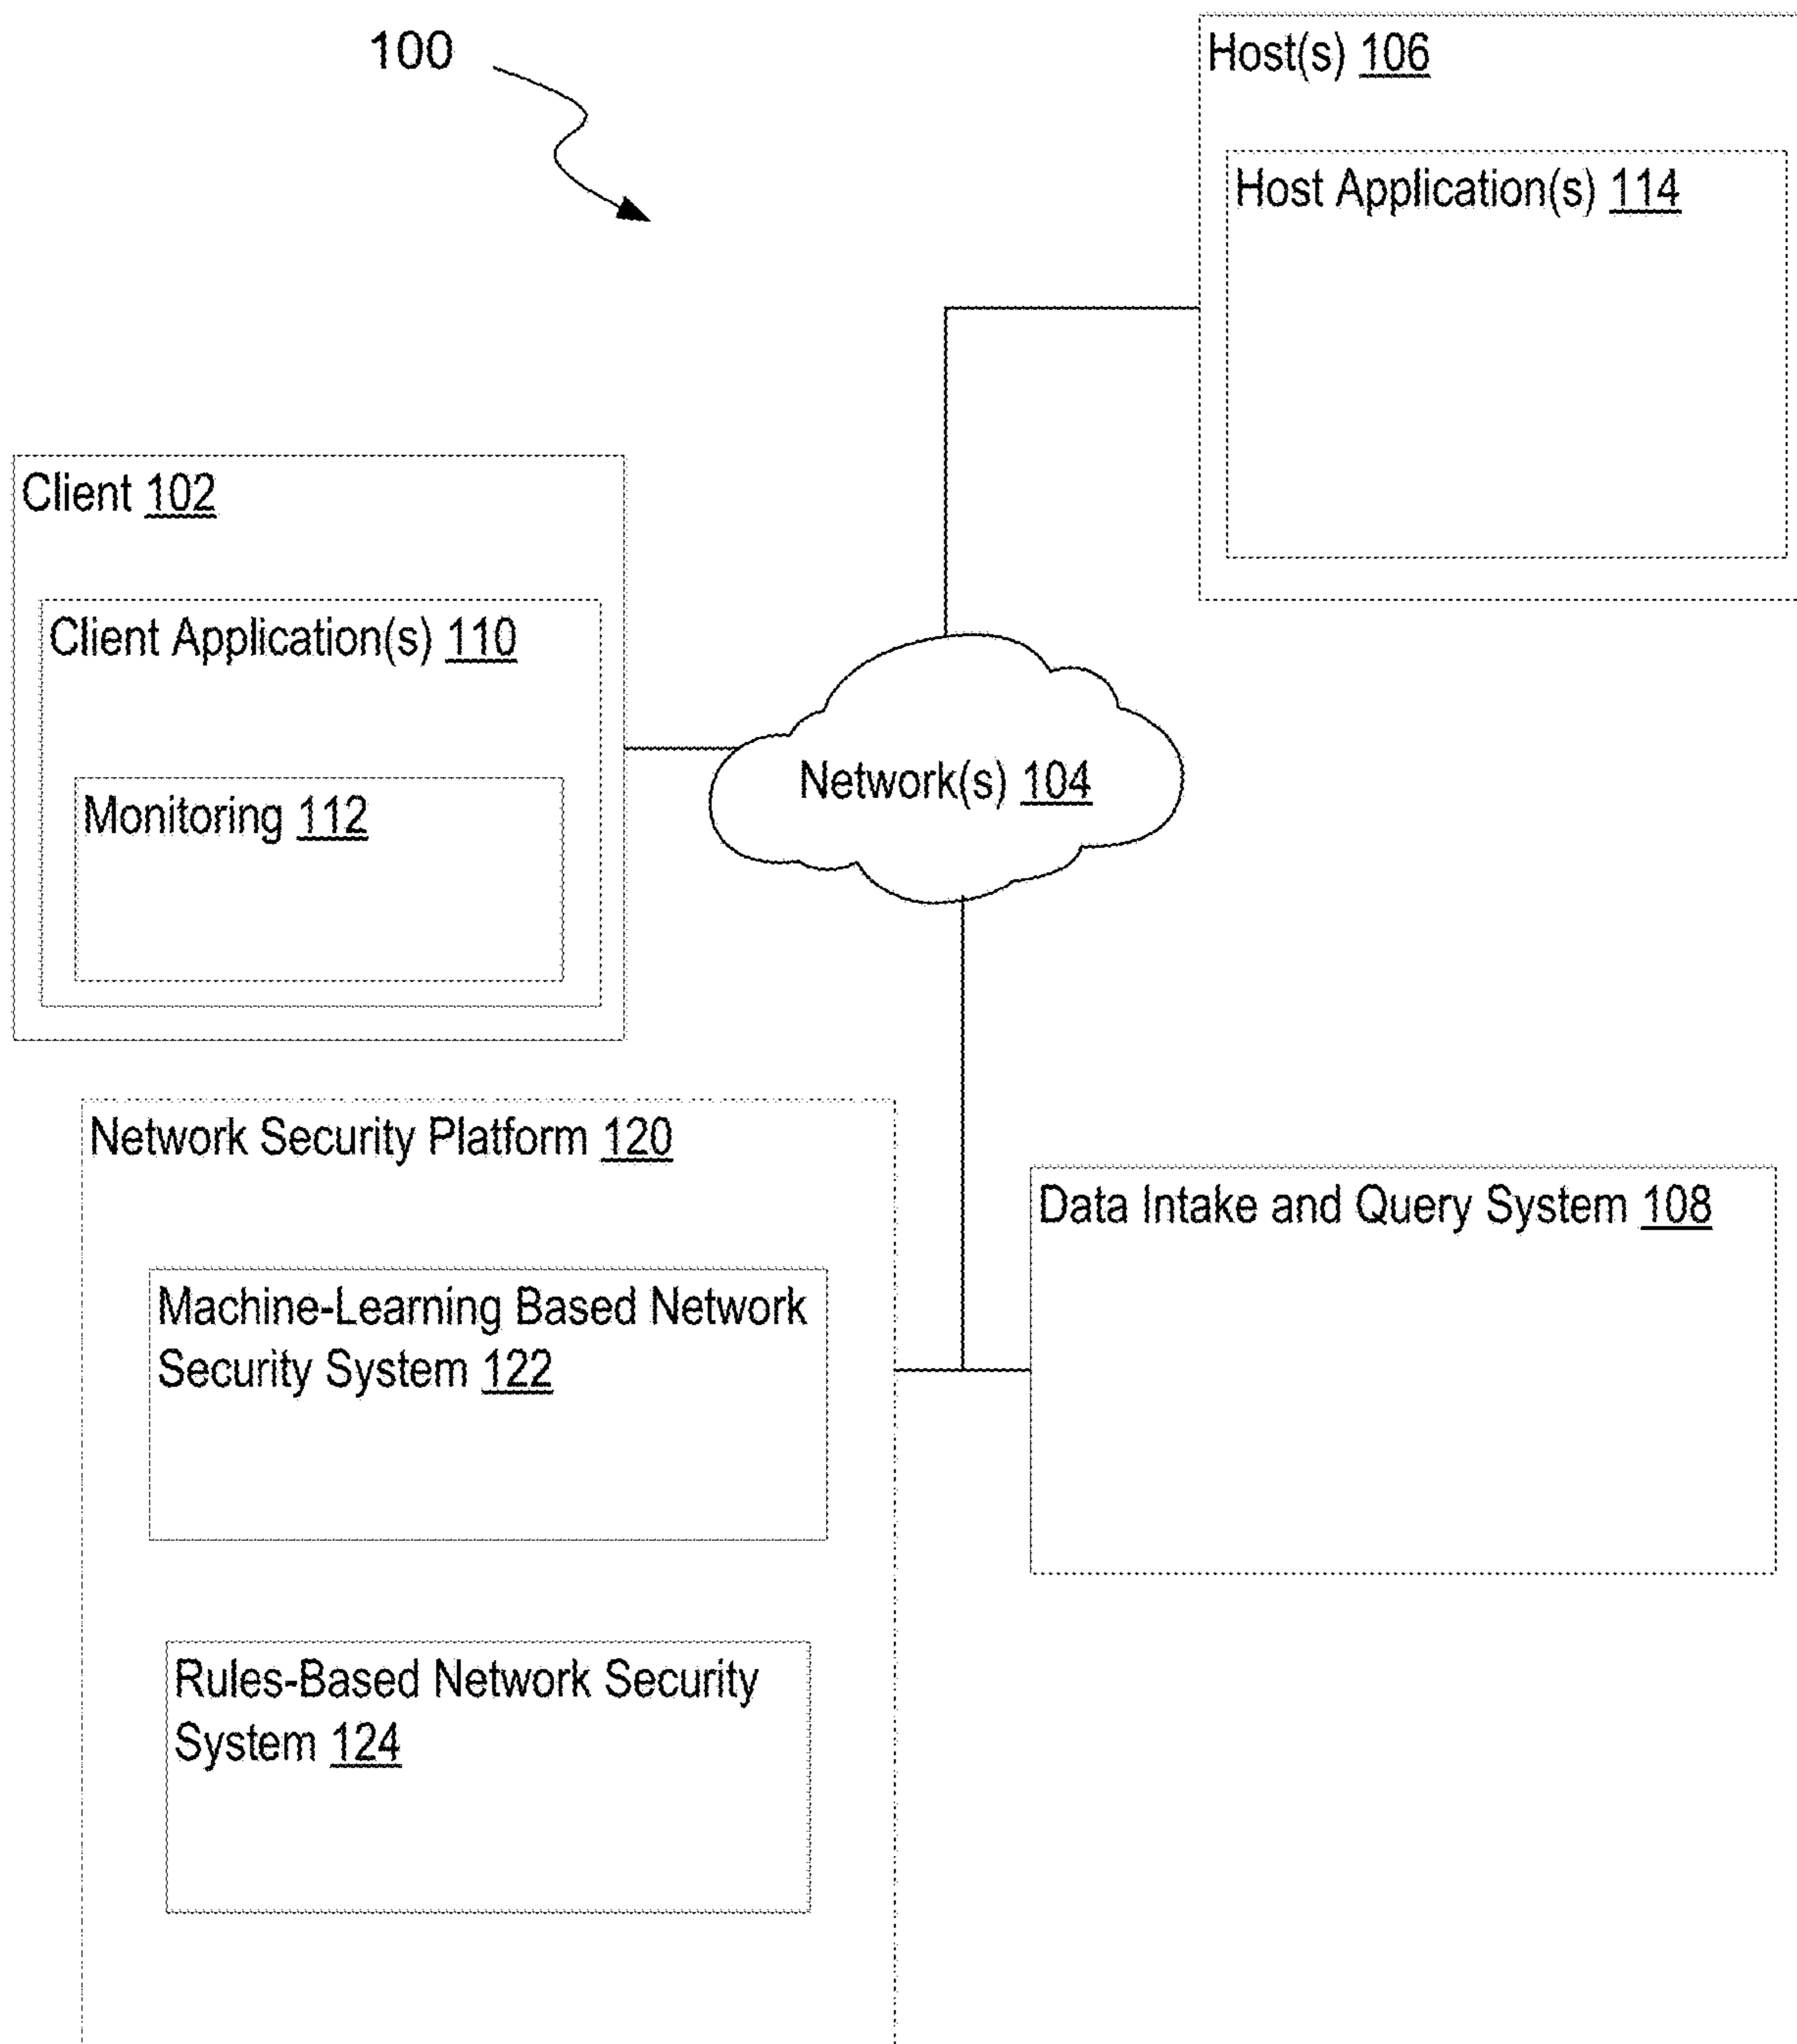 100
Host(s) 106
Host Application(s) 114
Client 102
Client Application(s) 110
Monitoring 112
Network(s) 104
Network Security Platform 120
Machine-Learning Based Network
Security System 122
Rules-Based Network Security
System 124
Data Intake and Query System 108